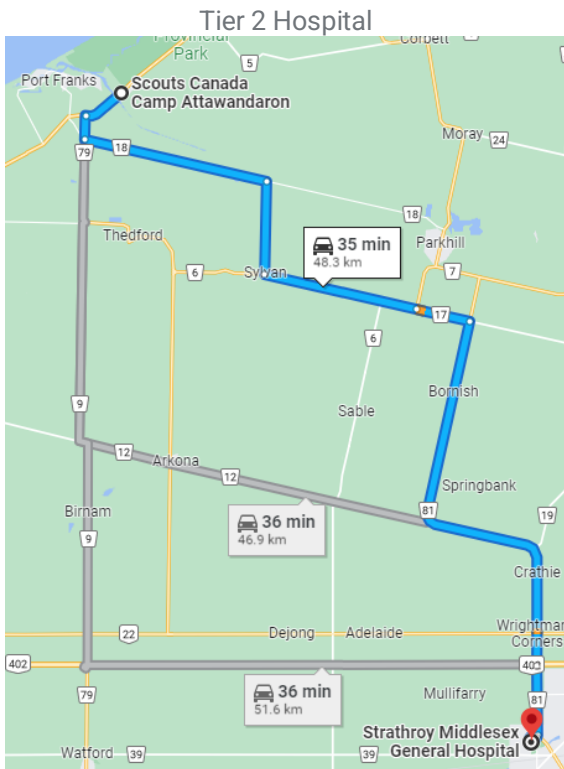 Tier 2 Hospital
Provincial
Park
Corbett
5
Port Franks
Scouts Canada
Camp Attawandaron
Moray
24
79
18
18
Thedford
35 min
48.3 km
Parkhill
6
Sylvan
7
17
6
Bornish
9
Sable
12
Arkona
12
Springbank
81
Birnam
36 min
46.9 km
19
9
Crathie
22
Dejong
Adelaide
Wrightman
Corners
402
402
36 min
51.6 km
79
Mullifarry
81
Strathroy Middlesex
General Hospital
Watford
39
39